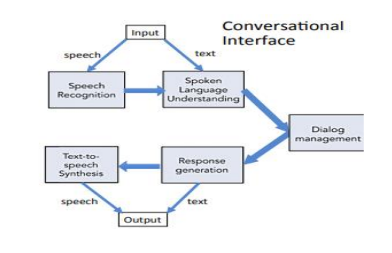 Conversational
Interface
Input
speech
text
Speech
Recognition
Spoken
Language
Understanding
Dialog
management
Text-to-
speech
Synthesis
Response
generation
speech
text
Output